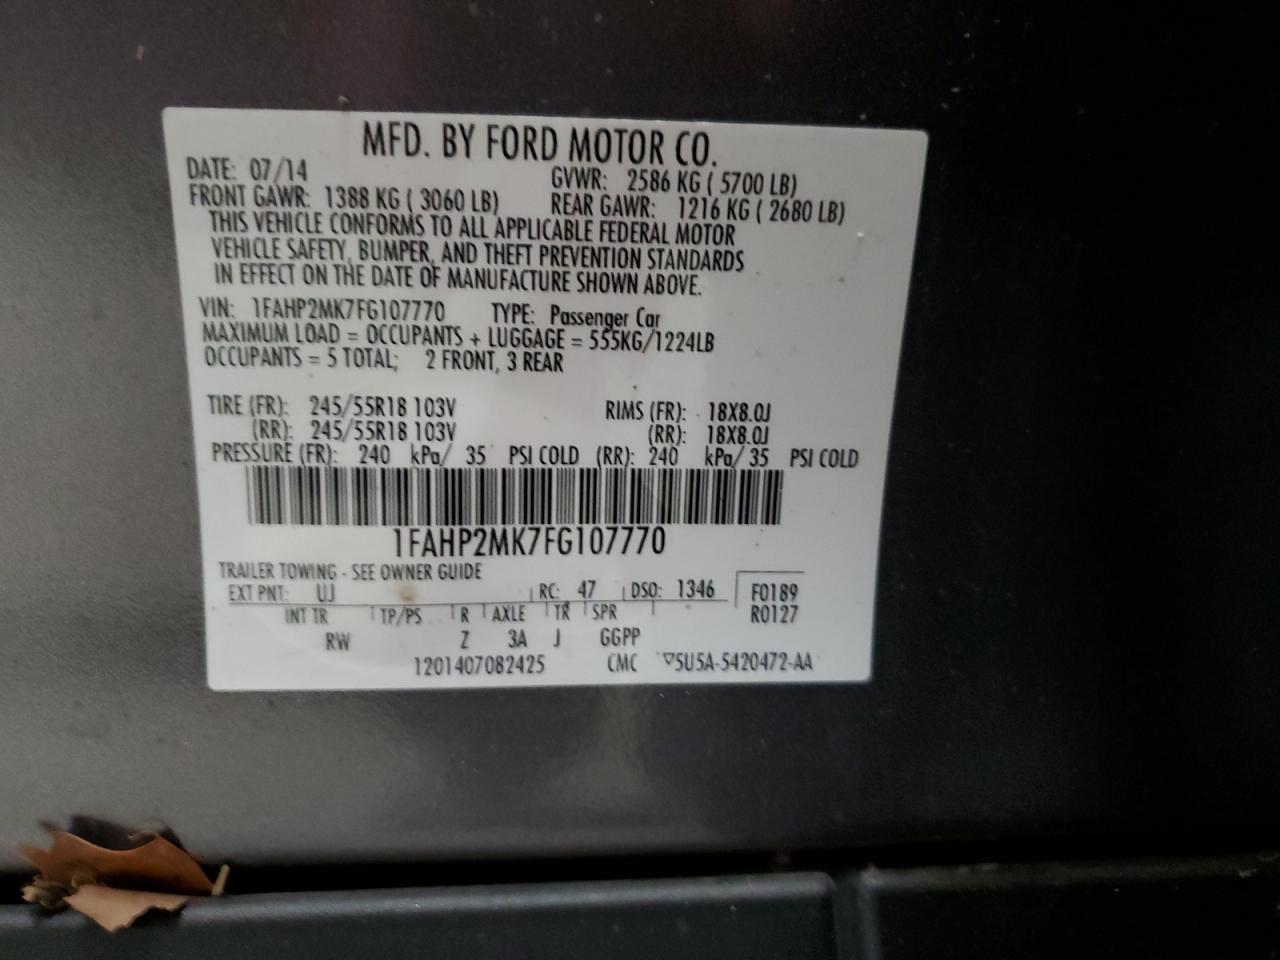 MFD. BY FORD MOTOR CO.
DATE: 07/14 GVWR: 2586 KG ( 5700 LB)
FRONT GAWR: 1388 KG ( 3060 LB) REAR GAWR: 1216 KG ( 2680 LB)
THIS VEHICLE CONFORMS TO ALL APPLICABLE FEDERAL MOTOR
VEHICLE SAFETY, BUMPER, AND THEFT PREVENTION STANDARDS
IN EFFECT ON THE DATE OF MANUFACTURE SHOWN ABOVE.
VIN: 1FAHP2MK7FG107770 TYPE: Passenger Car
MAXIMUM LOAD = OCCUPANTS + LUGGAGE = 555KG/1224LB
OCCUPANTS = 5 TOTAL; 2 FRONT, 3 REAR
TIRE (FR): 245/55R18 103V RIMS (FR): 18X8.0J
(RR): 245/55R18 103V (RR): 18X8.0J
PRESSURE (FR): 240 kPa/ 35 PSI COLD (RR): 240 kPa/ 35 PSI COLD
1FAHP2MK7FG107770
TRAILER TOWING - SEE OWNER GUIDE
EXT PNT: UJ RC: 47 DSO: 1346 F0189
INT TR TP/PS R AXLE TR SPR R0127
RW Z 3A J GGPP
1201407082425 CMC ▽5U5A-5420472-AA